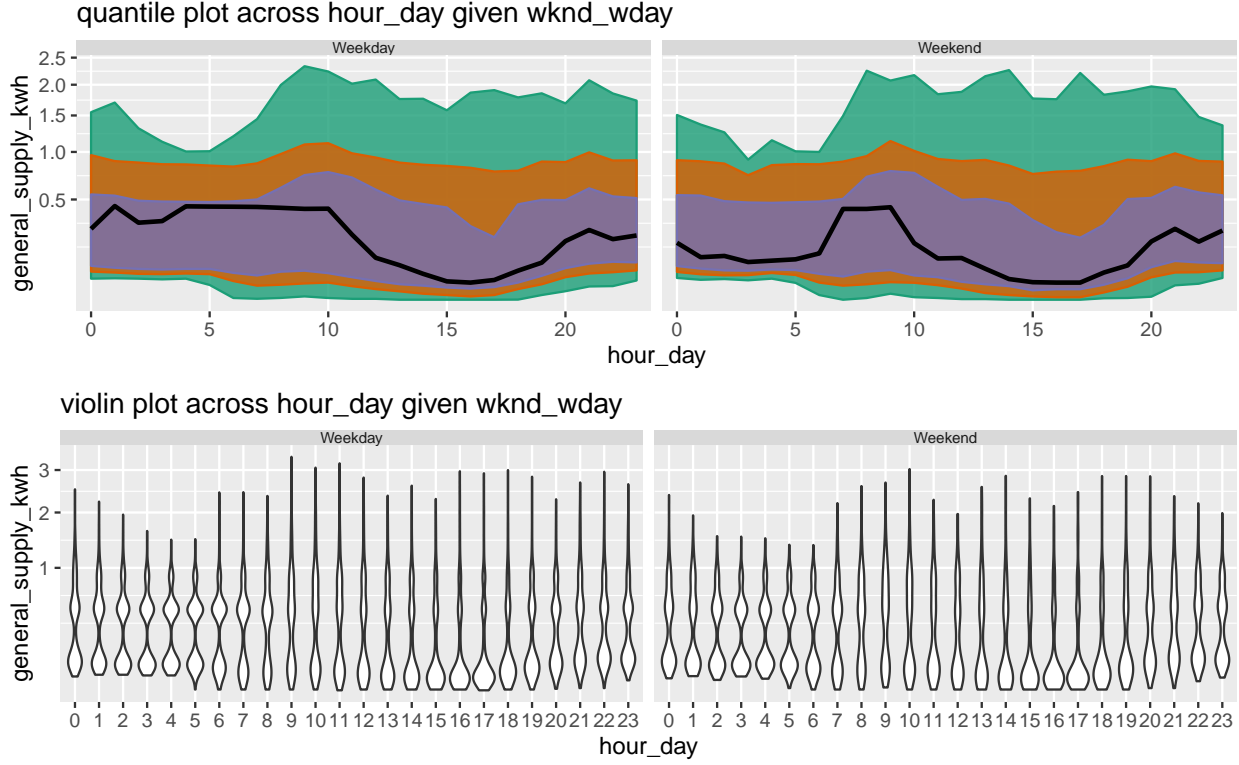 quantile plot across hour_day given wknd_wday
Weekday Weekend
general_supply_kwh
2.5
2.0
1.5
1.0
0.5
0 5 10 15 20 0 5 10 15 20
hour_day
violin plot across hour_day given wknd_wday
Weekday Weekend
general_supply_kwh
3
2
1
0 1 2 3 4 5 6 7 8 9 10 11 12 13 14 15 16 17 18 19 20 21 22 23 0 1 2 3 4 5 6 7 8 9 10 11 12 13 14 15 16 17 18 19 20 21 22 23
hour_day